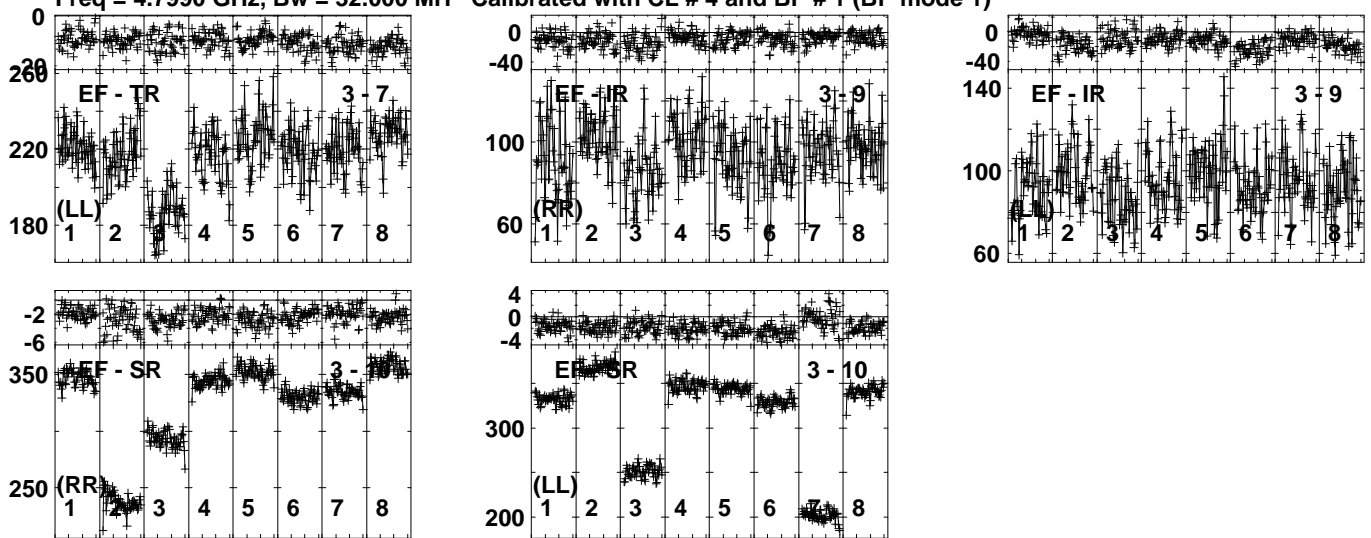 Freq = 4.7990 GHz, Bw = 32.000 MH Calibrated with CL # 4 and BP # 1 (BP mode 1)
0
-20
260
220
180
EF - TR 3 - 7
(LL)
1 2 3 4 5 6 7 8
0
-40
100
60
EF - IR 3 - 9
(RR)
1 2 3 4 5 6 7 8
0
-40
140
100
60
EF - IR 3 - 9
(LL)
1 2 3 4 5 6 7 8
-2
-6
350
250
EF - SR 3 - 10
(RR)
1 2 3 4 5 6 7 8
4
0
-4
300
200
EF - SR 3 - 10
(LL)
1 2 3 4 5 6 7 8